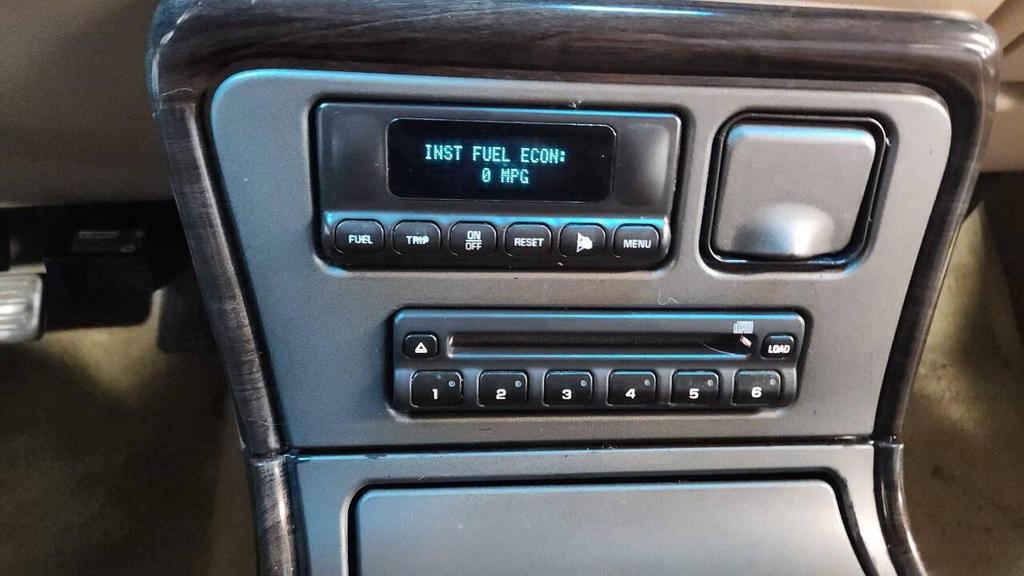 INST FUEL ECON:
0 MPG
FUEL TRIP ON OFF RESET MENU
LOAD
1 2 3 4 5 6